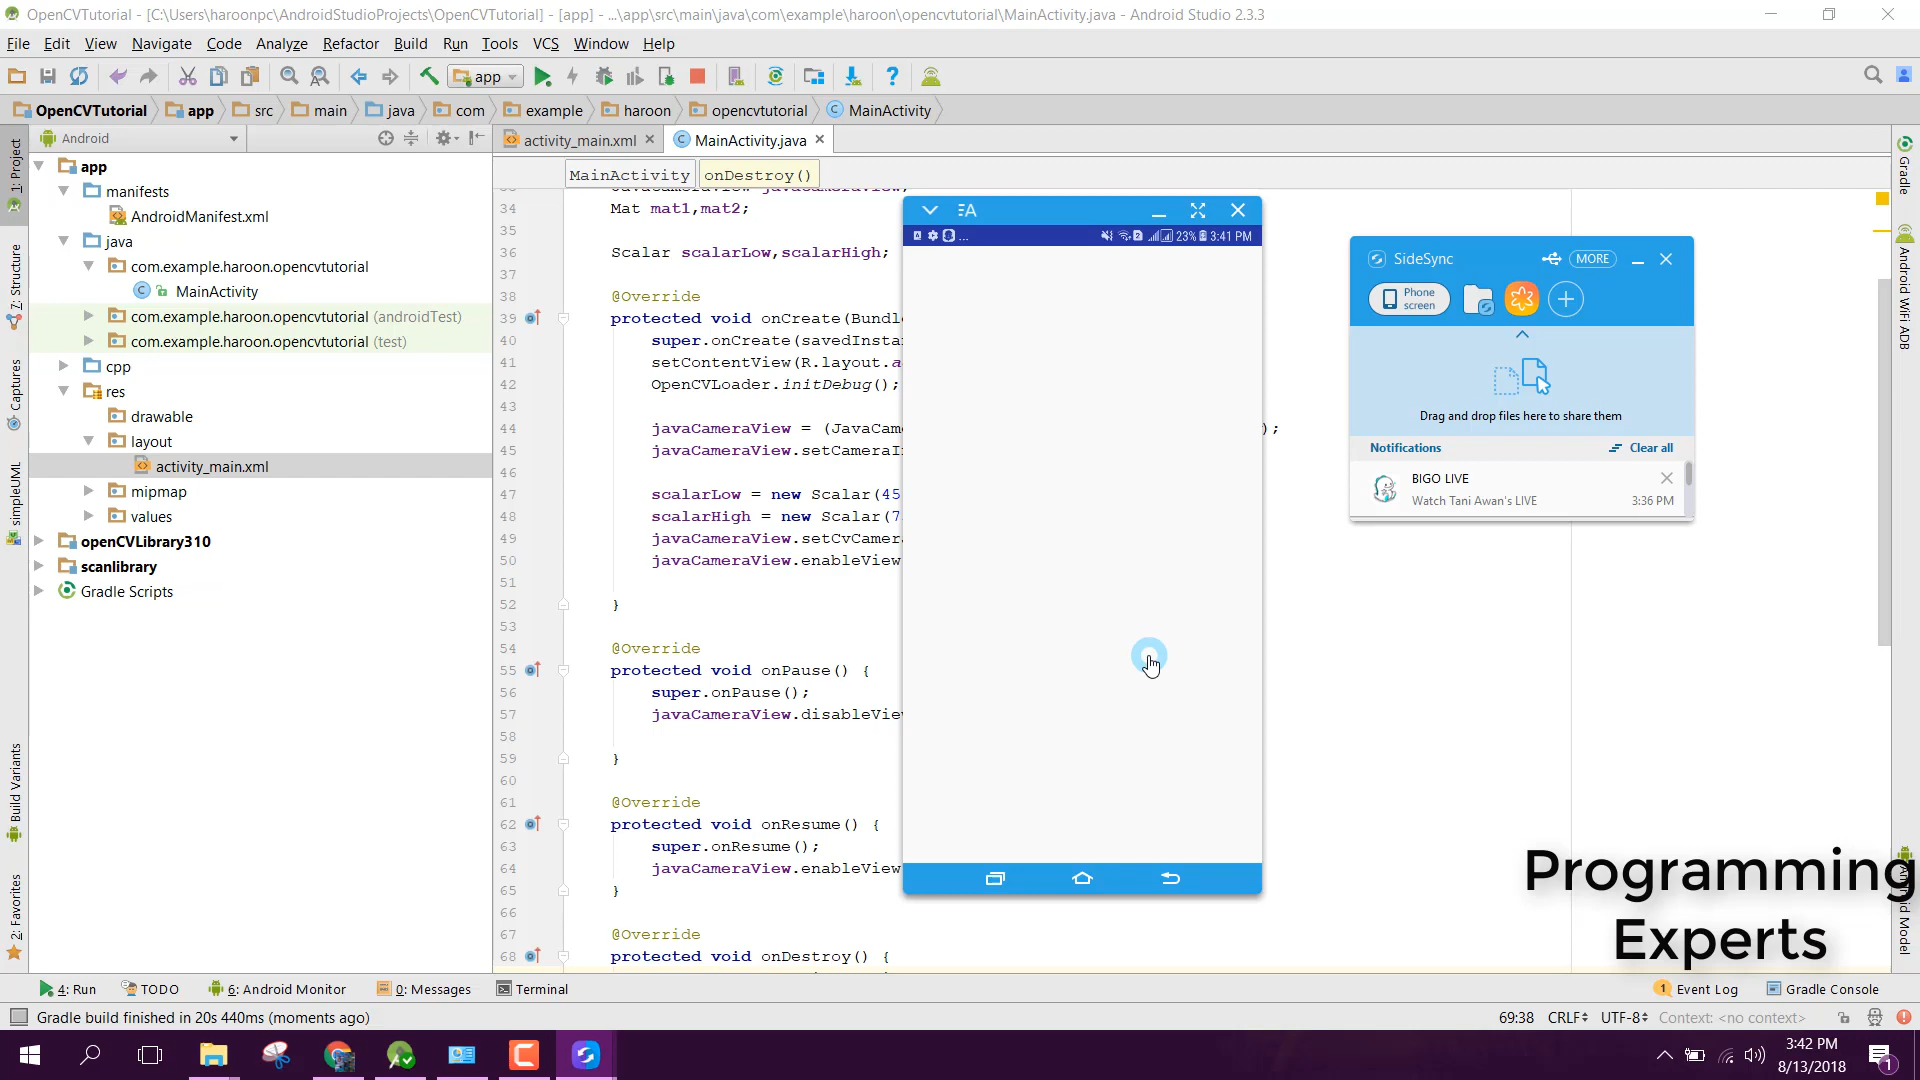 OpenCVTutorial - [C:\Users\haroonpc\AndroidStudioProjects\OpenCVTutorial] - [app] - ...\app\src\main\java\com\example\haroon\opencvtutorial\MainActivity.java - Android Studio 2.3.3
File Edit View Navigate Code Analyze Refactor Build Run Tools VCS Window Help
app
OpenCVTutorial app src main java com example haroon opencvtutorial MainActivity
Android
activity_main.xml
MainActivity.java
MainActivity
onDestroy()
1: Project
7: Structure
Captures
simpleUML
Build Variants
2: Favorites
app
manifests
AndroidManifest.xml
java
com.example.haroon.opencvtutorial
MainActivity
com.example.haroon.opencvtutorial (androidTest)
com.example.haroon.opencvtutorial (test)
cpp
res
drawable
layout
activity_main.xml
mipmap
values
openCVLibrary310
scanlibrary
Gradle Scripts
34 Mat mat1,mat2;
35
36 Scalar scalarLow,scalarHigh;
37
38 @Override
39 protected void onCreate(Bundle
40 super.onCreate(savedInstan
41 setContentView(R.layout.a
42 OpenCVLoader.initDebug();
43
44 javaCameraView = (JavaCam );
45 javaCameraView.setCameraIn
46
47 scalarLow = new Scalar(45
48 scalarHigh = new Scalar(7
49 javaCameraView.setCvCamera
50 javaCameraView.enableView
51
52 }
53
54 @Override
55 protected void onPause() {
56 super.onPause();
57 javaCameraView.disableView
58
59 }
60
61 @Override
62 protected void onResume() {
63 super.onResume();
64 javaCameraView.enableView
65 }
66
67 @Override
68 protected void onDestroy() {
A
...
2 23% 3:41 PM
SideSync
MORE
Phone
screen
Drag and drop files here to share them
Notifications
Clear all
BIGO LIVE
Watch Tani Awan's LIVE
3:36 PM
Gradle
Android WiFi ADB
Android Model
Programming
Experts
4: Run TODO 6: Android Monitor 0: Messages Terminal
1 Event Log Gradle Console
Gradle build finished in 20s 440ms (moments ago)
69:38 CRLF UTF-8 Context: <no context>
3:42 PM
8/13/2018
1